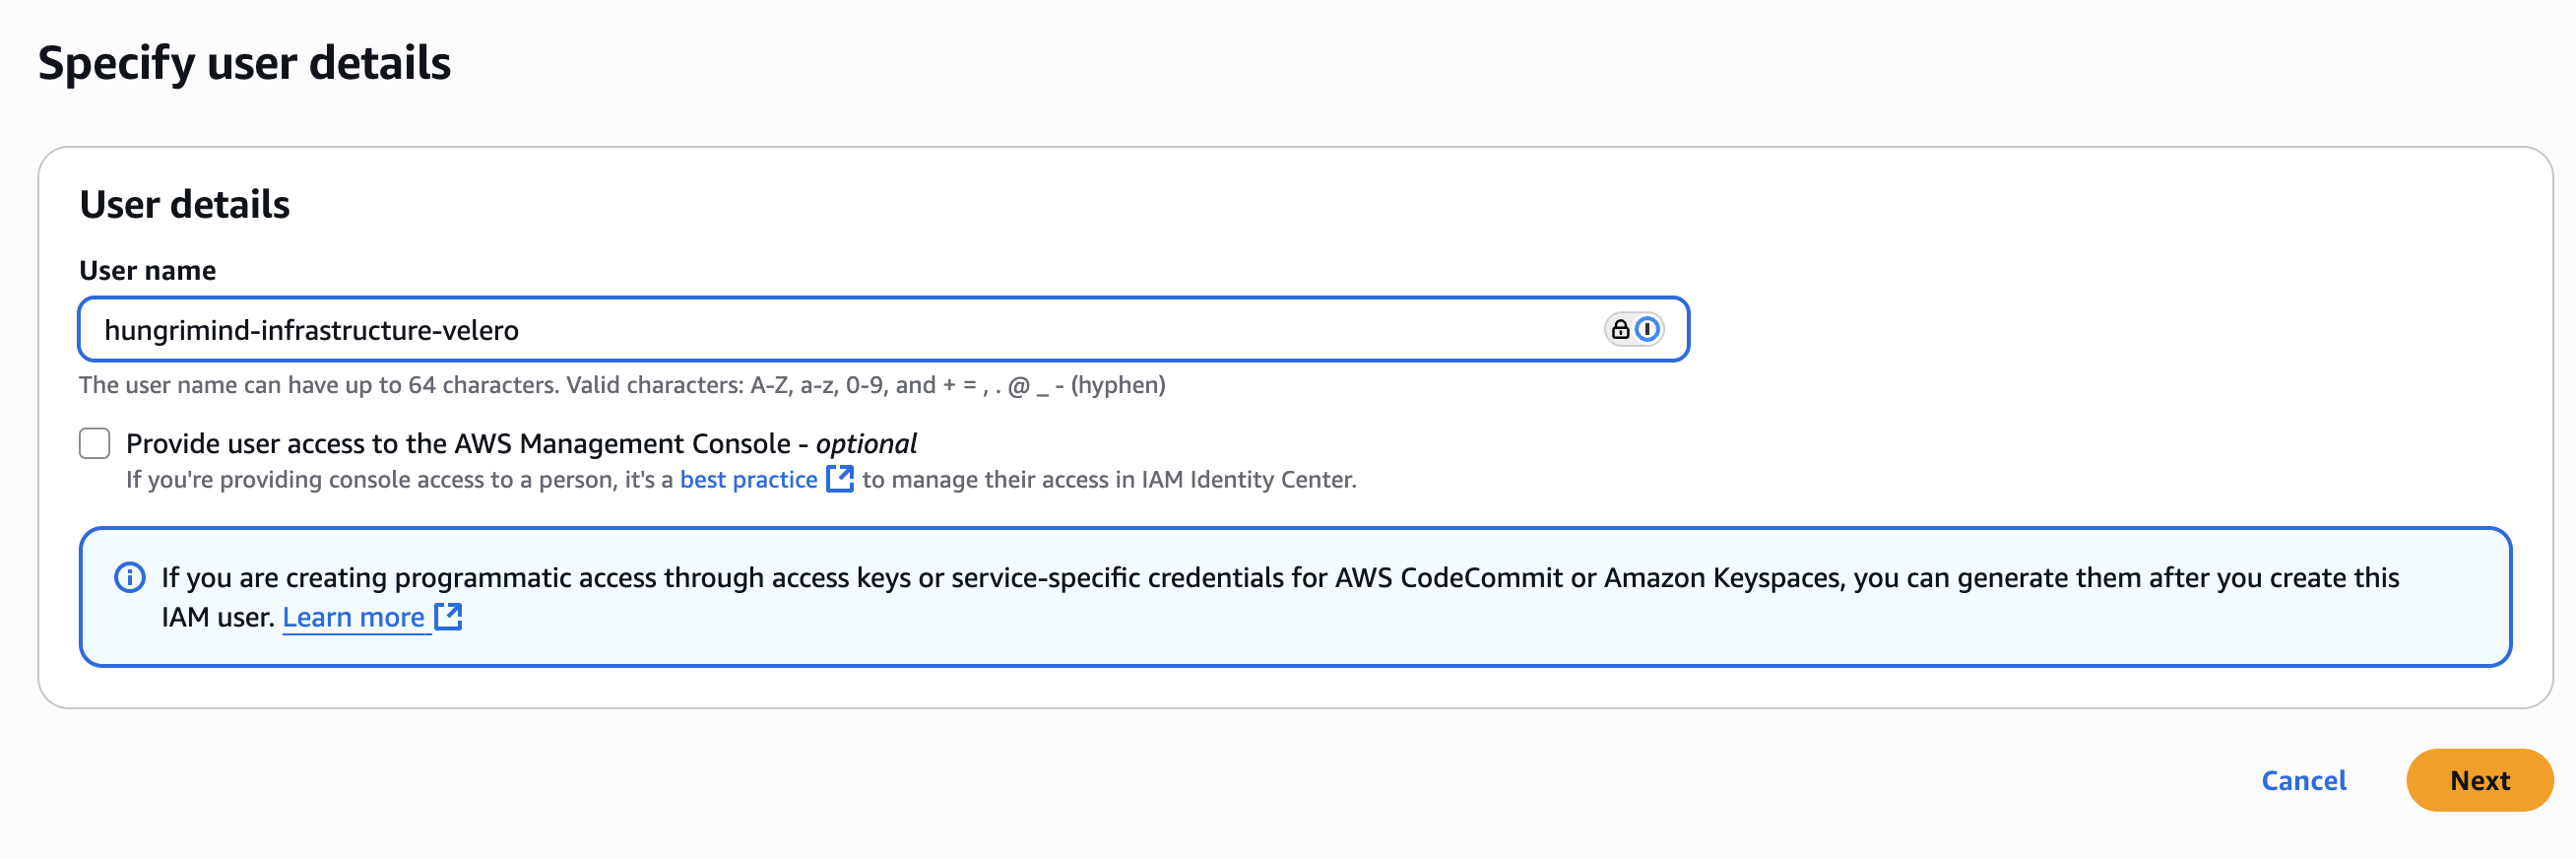 Specify user details
User details
User name
hungrimind-infrastructure-velero
The user name can have up to 64 characters. Valid characters: A-Z, a-z, 0-9, and + = , . @ _ - (hyphen)
Provide user access to the AWS Management Console - optional
If you're providing console access to a person, it's a best practice to manage their access in IAM Identity Center.
If you are creating programmatic access through access keys or service-specific credentials for AWS CodeCommit or Amazon Keyspaces, you can generate them after you create this
IAM user. Learn more
Cancel
Next